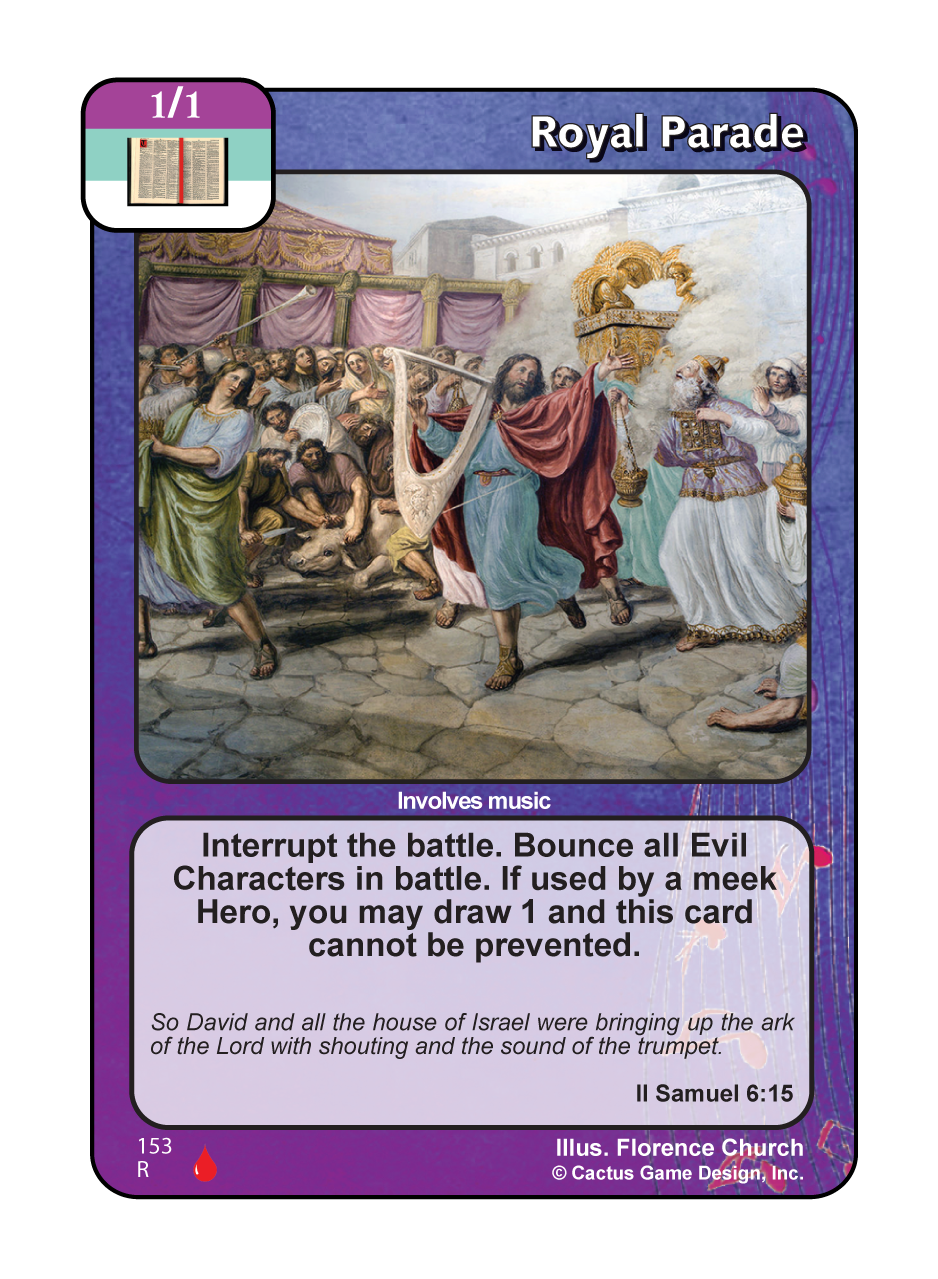 1/1
Royal Parade
Involves music
Interrupt the battle. Bounce all Evil
Characters in battle. If used by a meek
Hero, you may draw 1 and this card
cannot be prevented.
So David and all the house of Israel were bringing up the ark
of the Lord with shouting and the sound of the trumpet.
II Samuel 6:15
153
R
Illus. Florence Church
© Cactus Game Design, Inc.